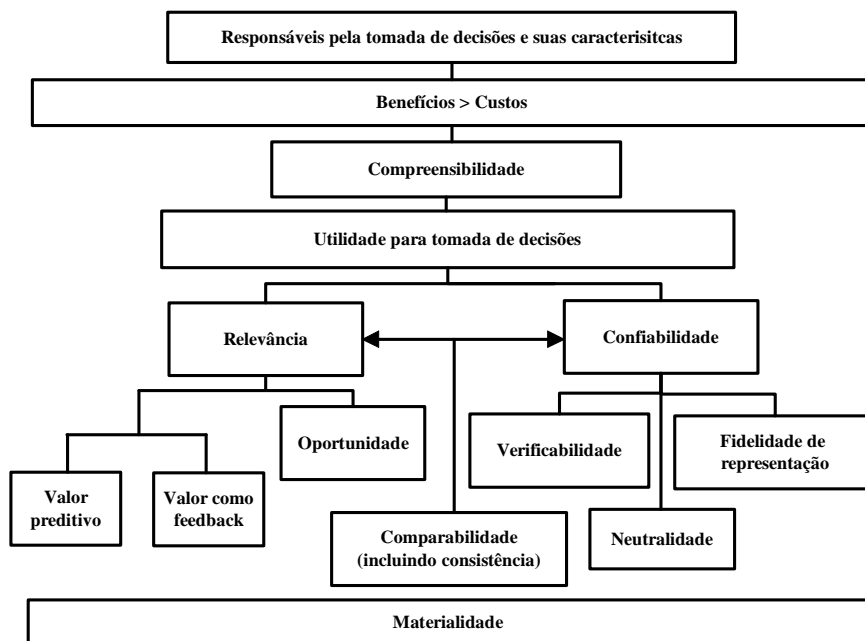 Responsáveis pela tomada de decisões e suas caracterisitcas
Benefícios > Custos
Compreensibilidade
Utilidade para tomada de decisões
Relevância
Confiabilidade
Oportunidade
Verificabilidade
Fidelidade de
representação
Valor
preditivo
Valor como
feedback
Comparabilidade
(incluindo consistência)
Neutralidade
Materialidade